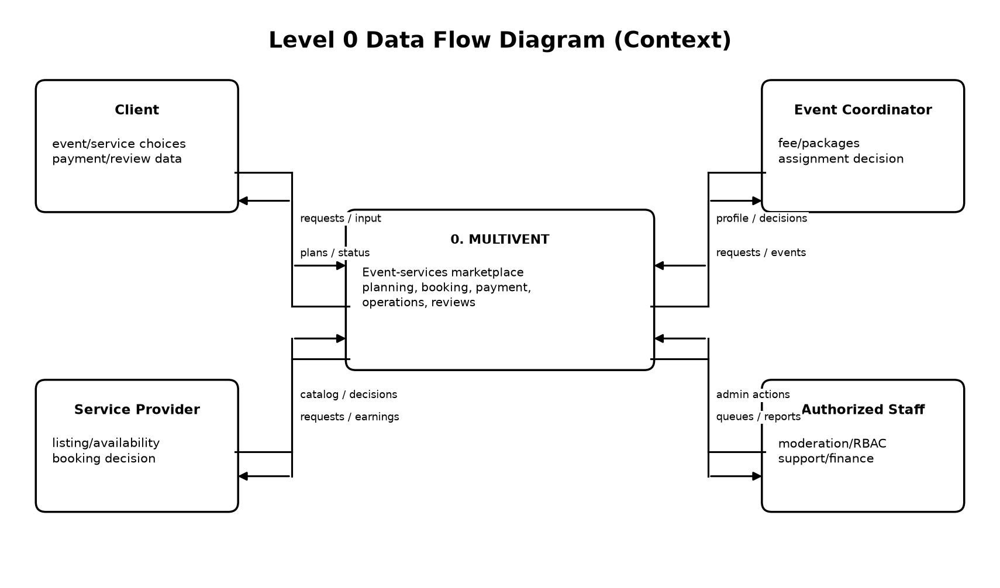 Level 0 Data Flow Diagram (Context)
Client
event/service choices
payment/review data
Event Coordinator
fee/packages
assignment decision
requests / input
plans / status
profile / decisions
requests / events
0. MULTIVENT
Event-services marketplace
planning, booking, payment,
operations, reviews
Service Provider
listing/availability
booking decision
catalog / decisions
requests / earnings
admin actions
queues / reports
Authorized Staff
moderation/RBAC
support/finance